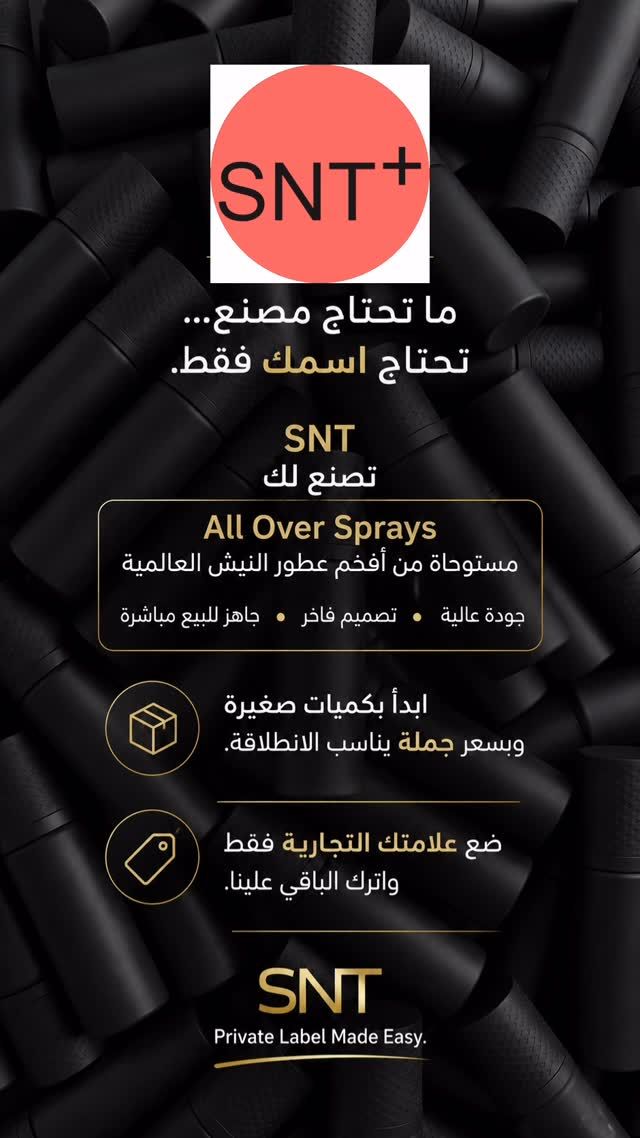 SNT+
ما تحتاج مصنع...
تحتاج اسمك فقط.
SNT
تصنع لك
All Over Sprays
مستوحاة من أفخم عطور النيش العالمية
جودة عالية • تصميم فاخر • جاهز للبيع مباشرة
ابدأ بكميات صغيرة
وبسعر جملة يناسب الانطلاقة.
ضع علامتك التجارية فقط
واترك الباقي علينا.
SNT
Private Label Made Easy.